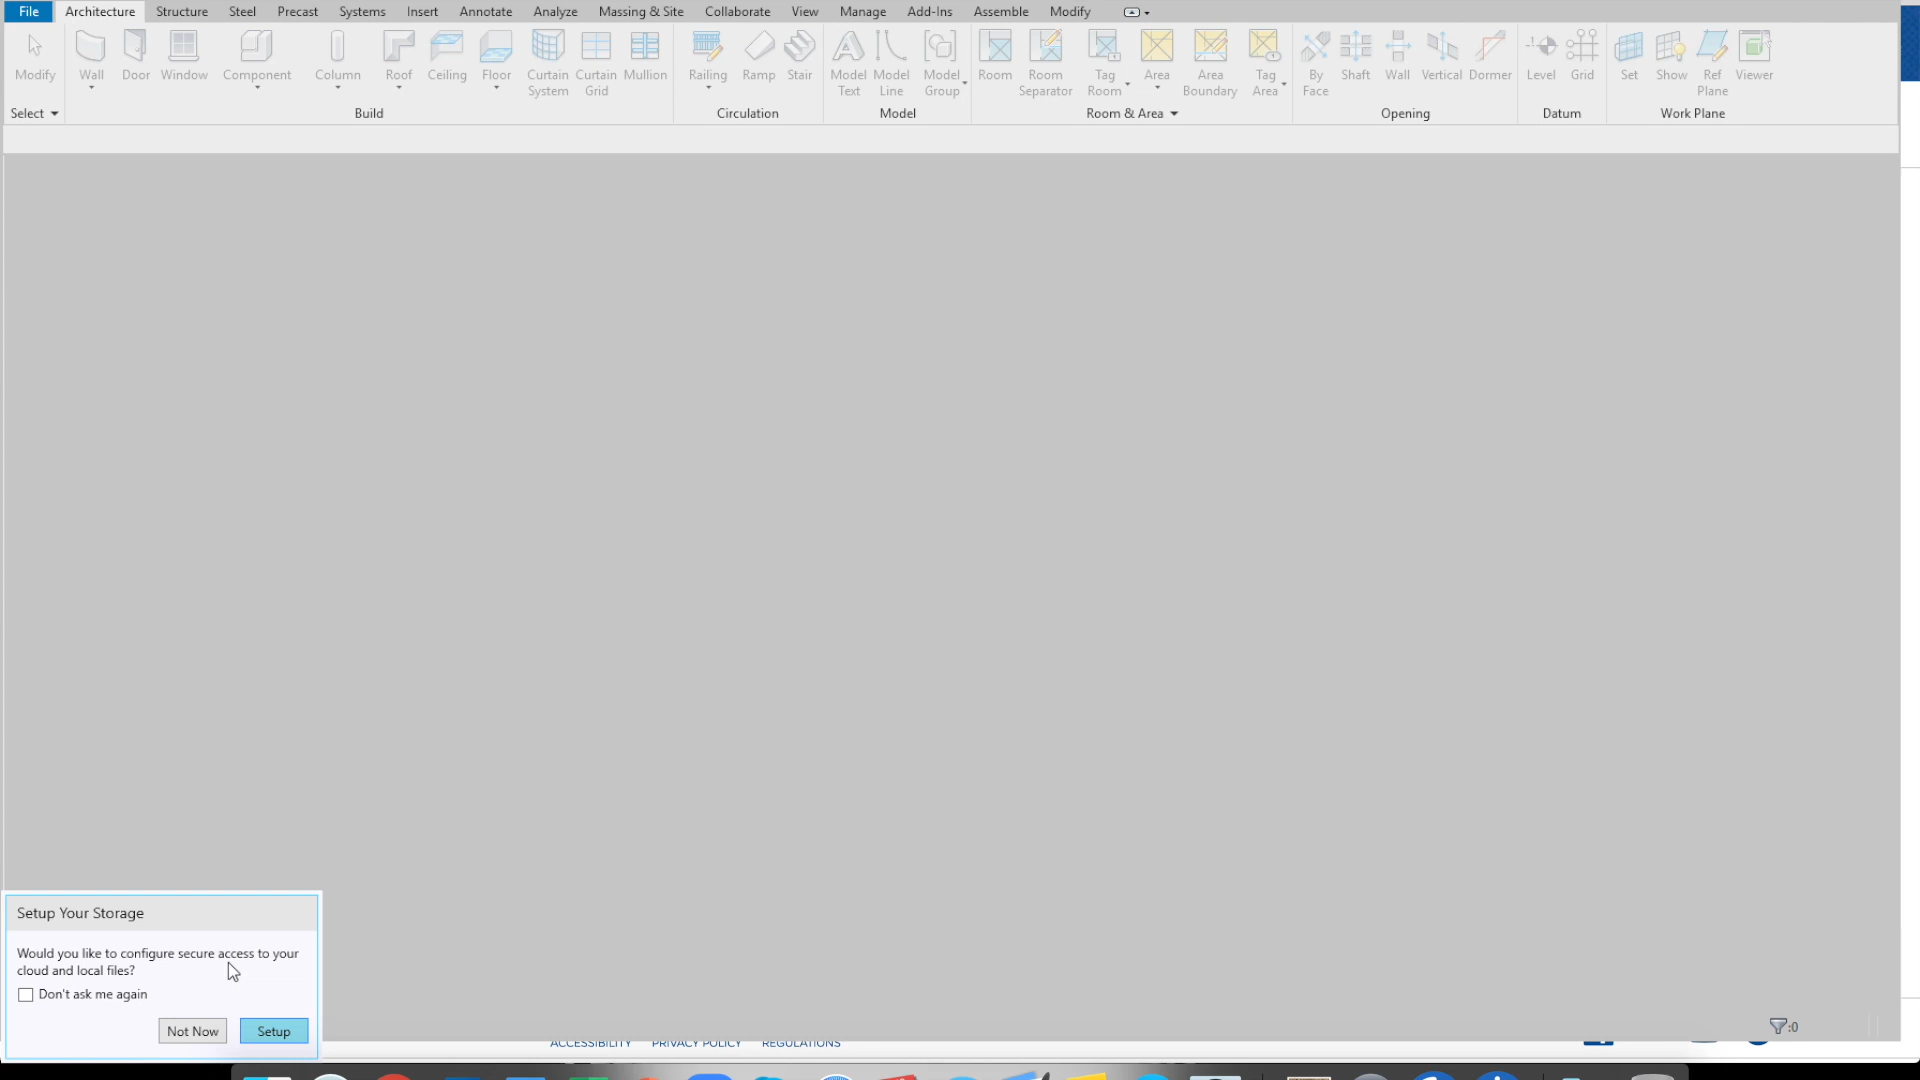 File Architecture Structure Steel Precast Systems Insert Annotate Analyze Massing & Site Collaborate View Manage Add-Ins Assemble Modify
Modify Wall Door Window Component Column Roof Ceiling Floor Curtain System Curtain Grid Mullion Railing Ramp Stair Model Text Model Line Model Group Room Room Separator Tag Room Area Area Boundary Tag Area By Face Shaft Wall Vertical Dormer Level Grid Set Show Ref Plane Viewer
Select Build Circulation Model Room & Area Opening Datum Work Plane
Setup Your Storage
Would you like to configure secure access to your
cloud and local files?
Don't ask me again
Not Now Setup
:0
ACCESSIBILITY PRIVACY POLICY REGULATIONS